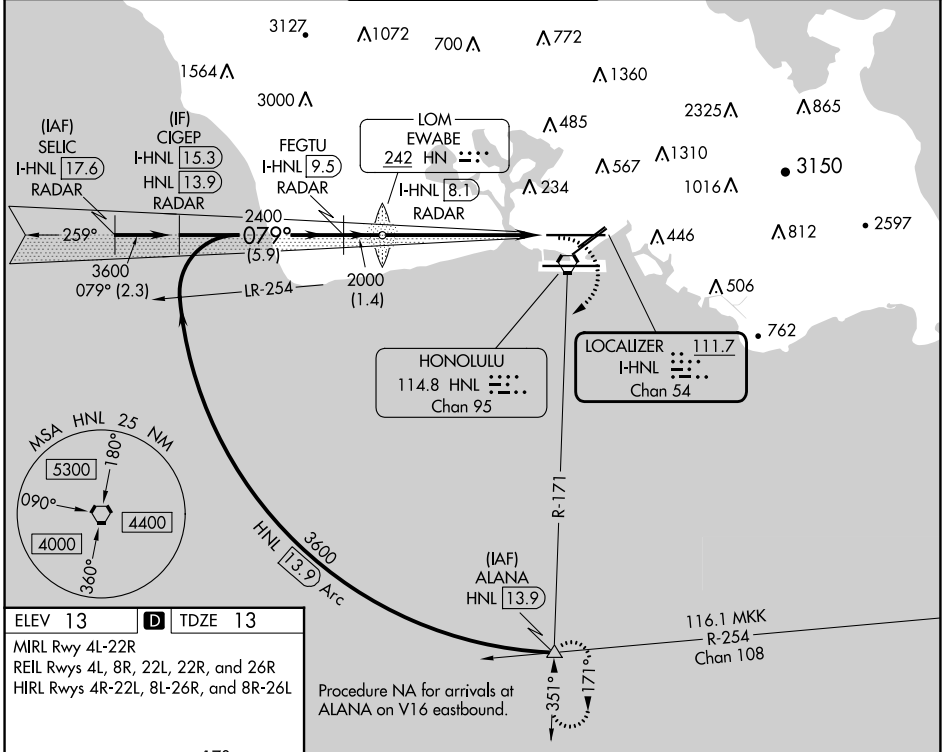 3127
1072
700
772
1564
1360
3000
2325
865
LOM
EWABE
242 HN
485
(IAF)
SELIC
I-HNL 17.6
RADAR
(IF)
CIGEP
I-HNL 15.3
HNL 13.9
RADAR
FEGTU
I-HNL 9.5
RADAR
I-HNL 8.1
RADAR
567
1310
3150
234
1016
2597
259°
2400
079°
(5.9)
446
812
3600
079° (2.3)
LR-254
2000
(1.4)
506
762
HONOLULU
114.8 HNL
Chan 95
LOCALIZER 111.7
I-HNL
Chan 54
MSA HNL 25 NM
5300
180°
090°
4400
4000
360°
R-171
3600
HNL 13.9 Arc
(IAF)
ALANA
HNL 13.9
116.1 MKK
R-254
Chan 108
351°
171°
Procedure NA for arrivals at
ALANA on V16 eastbound.
ELEV 13 D TDZE 13
MIRL Rwy 4L-22R
REIL Rwys 4L, 8R, 22L, 22R, and 26R
HIRL Rwys 4R-22L, 8L-26R, and 8R-26L